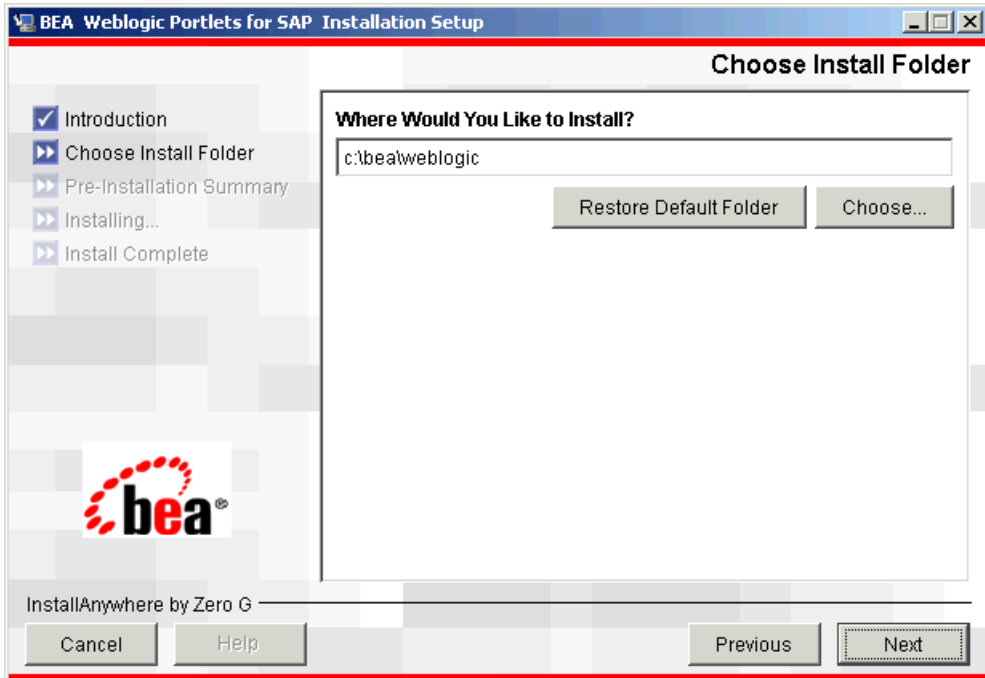 BEA Weblogic Portlets for SAP Installation Setup
Choose Install Folder
Introduction
Choose Install Folder
Pre-Installation Summary
Installing...
Install Complete
Where Would You Like to Install?
c:\bea\weblogic
Restore Default Folder
Choose...
bea®
InstallAnywhere by Zero G
Cancel
Help
Previous
Next